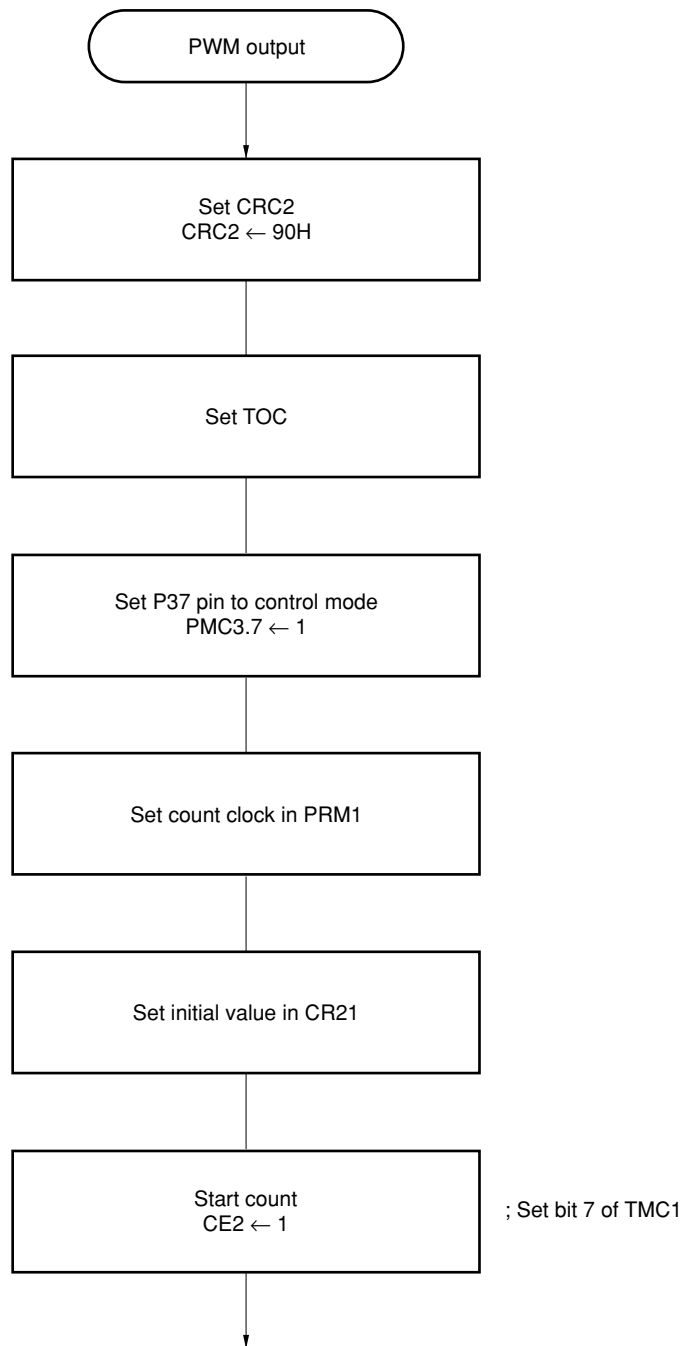 PWM output
Set CRC2
CRC2 ← 90H
Set TOC
Set P37 pin to control mode
PMC3.7 ← 1
Set count clock in PRM1
Set initial value in CR21
Start count
CE2 ← 1
; Set bit 7 of TMC1